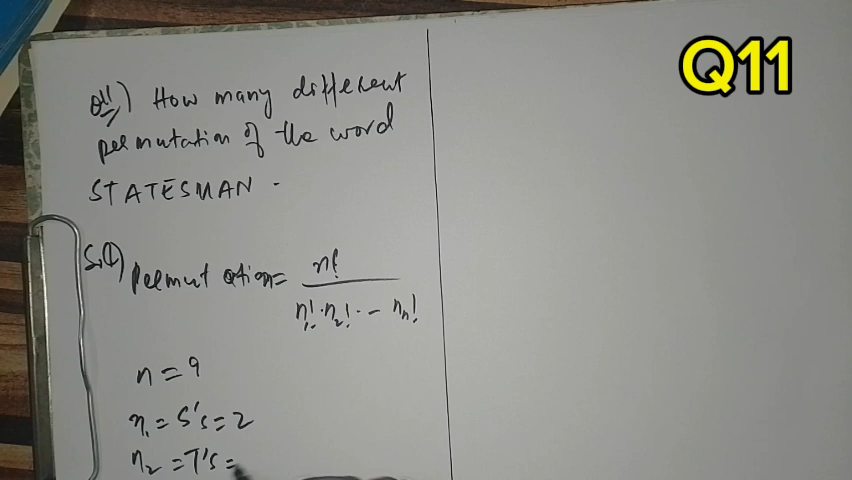 Q11
Q11) How many different
permutation of the word
STATESMAN.
Sol) Permutation = n! / n₁!·n₂!·-- nₙ!
n = 9
n₁ = S's = 2
n₂ = T's =